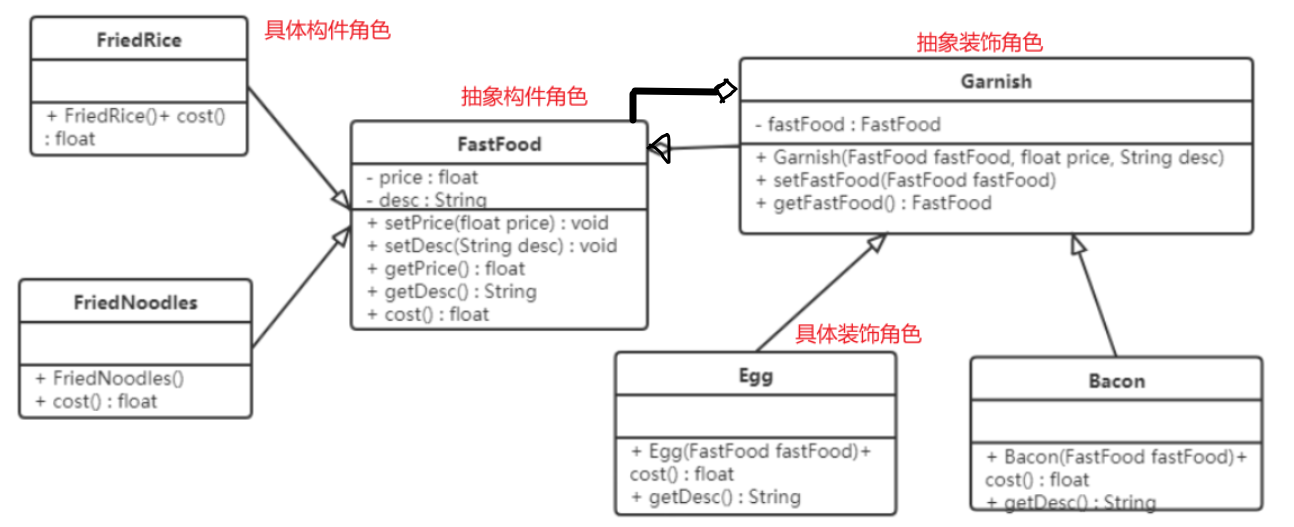 FriedRice
+ FriedRice()+ cost()
: float
具体构件角色
抽象构件角色
FastFood
- price : float
- desc : String
+ setPrice(float price) : void
+ setDesc(String desc) : void
+ getPrice() : float
+ getDesc() : String
+ cost() : float
抽象装饰角色
Garnish
- fastFood : FastFood
+ Garnish(FastFood fastFood, float price, String desc)
+ setFastFood(FastFood fastFood)
+ getFastFood() : FastFood
FriedNoodles
+ FriedNoodles()
+ cost() : float
具体装饰角色
Egg
+ Egg(FastFood fastFood)+
cost() : float
+ getDesc() : String
Bacon
+ Bacon(FastFood fastFood)+
cost() : float
+ getDesc() : String